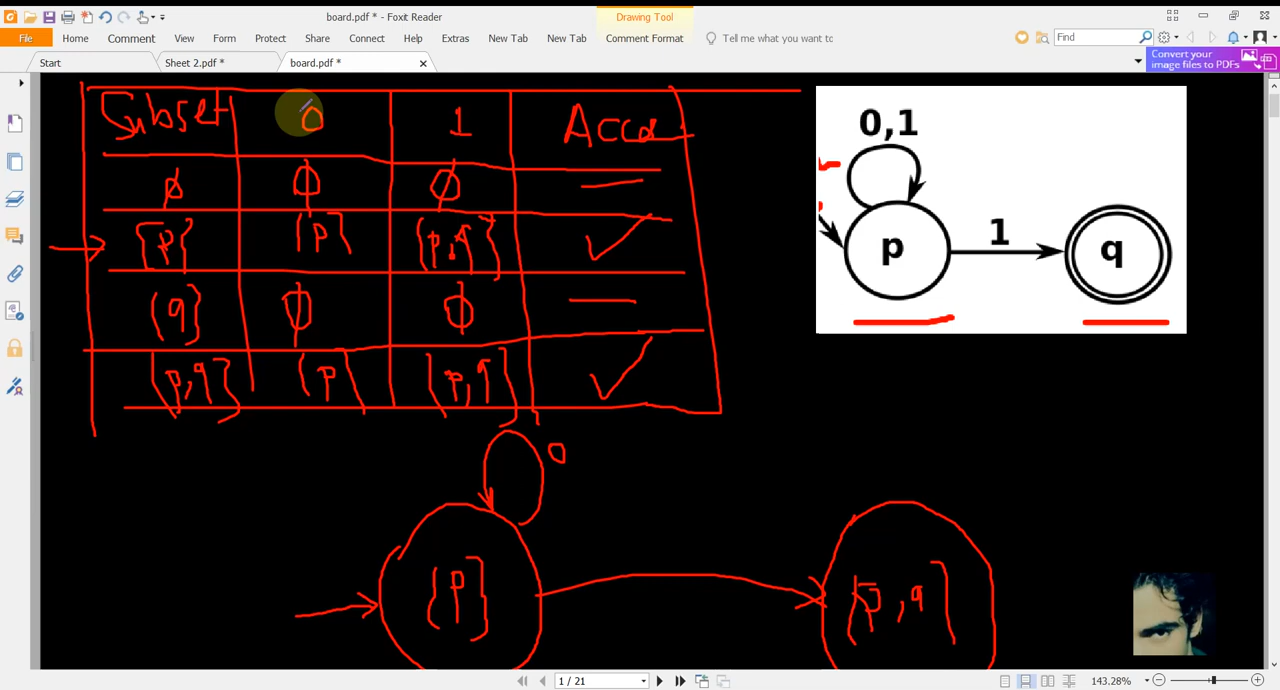 board.pdf * - Foxit Reader
Drawing Tool
File Home Comment View Form Protect Share Connect Help Extras New Tab New Tab Comment Format Tell me what you want to Find
Start Sheet 2.pdf * board.pdf *
Convert your
image files to PDFs
Subset 0 1
φ φ φ —
{p} {p} {p,q} ✓
{q} φ φ —
{p,q} {p} {p,q} ✓
0,1
p 1 q
0
{p} {p,q}
1 / 21 143.28%